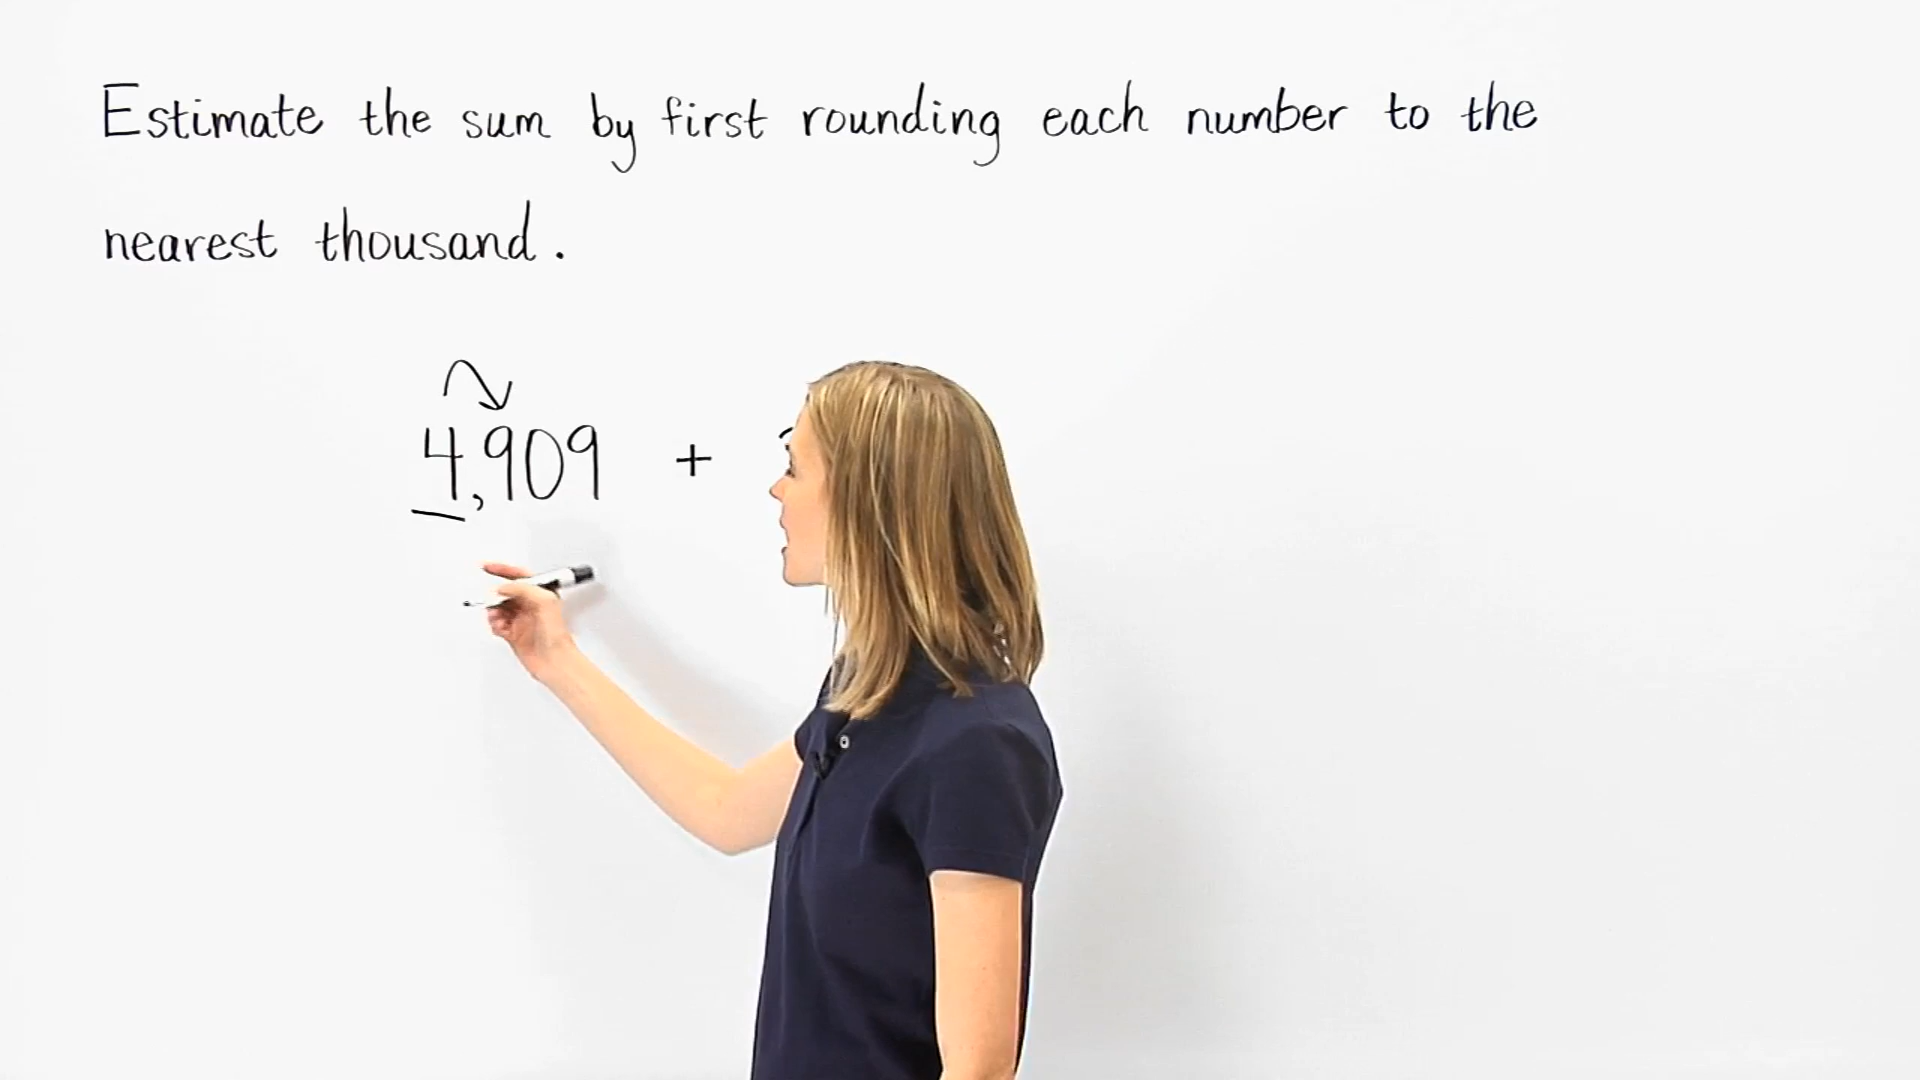 Estimate the sum by first rounding each number to the
nearest thousand.
4,909 +